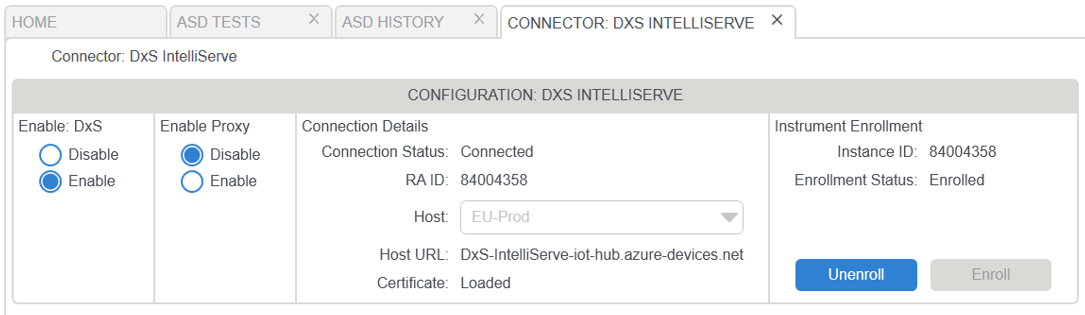 HOME
ASD TESTS X
ASD HISTORY X
CONNECTOR: DXS INTELLISERVE X
Connector: DxS IntelliServe
CONFIGURATION: DXS INTELLISERVE
Enable: DxS
Disable
Enable
Enable Proxy
Disable
Enable
Connection Details
Connection Status: Connected
RA ID: 84004358
Host: EU-Prod
Host URL: DxS-IntelliServe-iot-hub.azure-devices.net
Certificate: Loaded
Instrument Enrollment
Instance ID: 84004358
Enrollment Status: Enrolled
Unenroll
Enroll